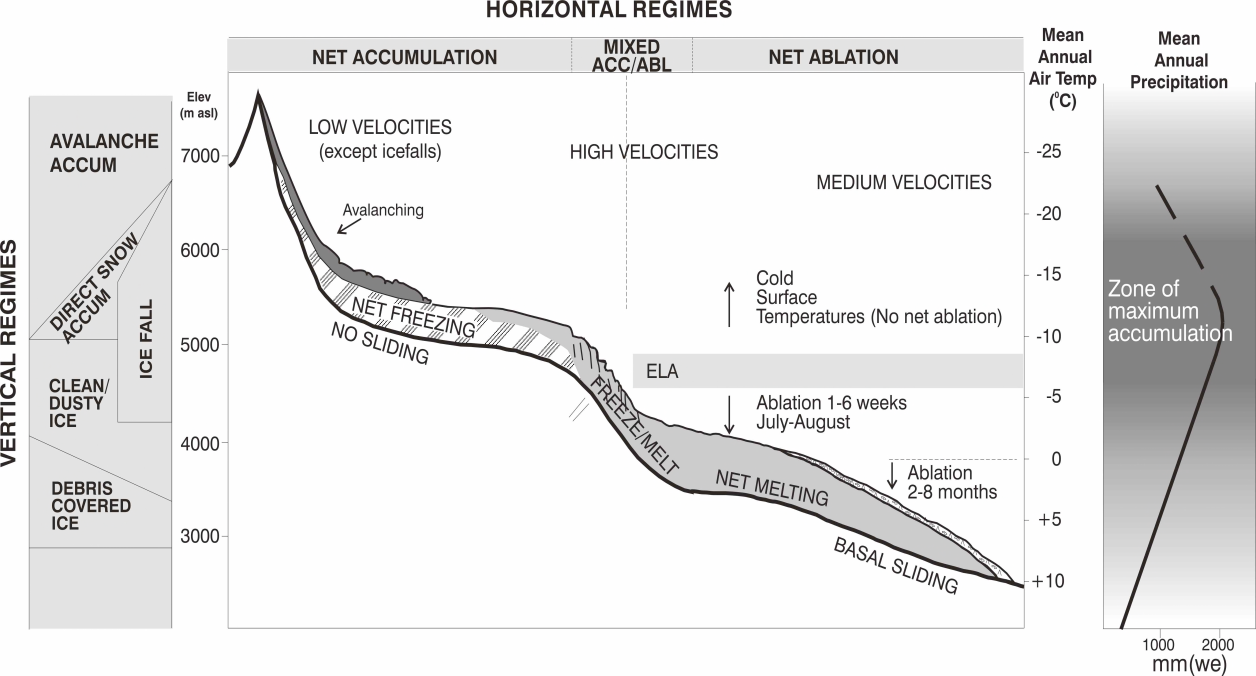 HORIZONTAL REGIMES
NET ACCUMULATION
MIXED
ACC/ABL
NET ABLATION
Mean
Annual
Air Temp
(⁰C)
Mean
Annual
Precipitation
VERTICAL REGIMES
AVALANCHE
ACCUM
DIRECT SNOW
ACCUM
ICE FALL
CLEAN/
DUSTY
ICE
DEBRIS
COVERED
ICE
Elev
(m asl)
7000
6000
5000
4000
3000
LOW VELOCITIES
(except icefalls)
HIGH VELOCITIES
MEDIUM VELOCITIES
Avalanching
NET FREEZING
NO SLIDING
FREEZE/MELT
NET MELTING
BASAL SLIDING
Cold
Surface
Temperatures (No net ablation)
ELA
Ablation 1-6 weeks
July-August
Ablation
2-8 months
-25
-20
-15
-10
-5
0
+5
+10
Zone of
maximum
accumulation
1000 2000
mm(we)